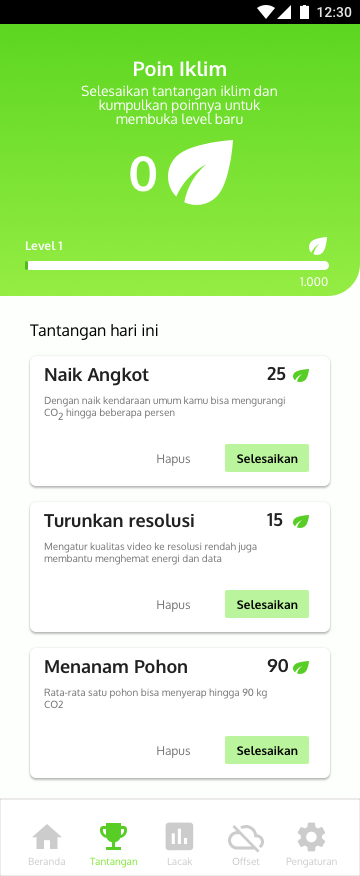 12:30
Poin Iklim
Selesaikan tantangan iklim dan
kumpulkan poinnya untuk
membuka level baru
0
Level 1
1.000
Tantangan hari ini
Naik Angkot 25
Dengan naik kendaraan umum kamu bisa mengurangi
CO2 hingga beberapa persen
Hapus Selesaikan
Turunkan resolusi 15
Mengatur kualitas video ke resolusi rendah juga
membantu menghemat energi dan data
Hapus Selesaikan
Menanam Pohon 90
Rata-rata satu pohon bisa menyerap hingga 90 kg
CO2
Hapus Selesaikan
Beranda Tantangan Lacak Offset Pengaturan